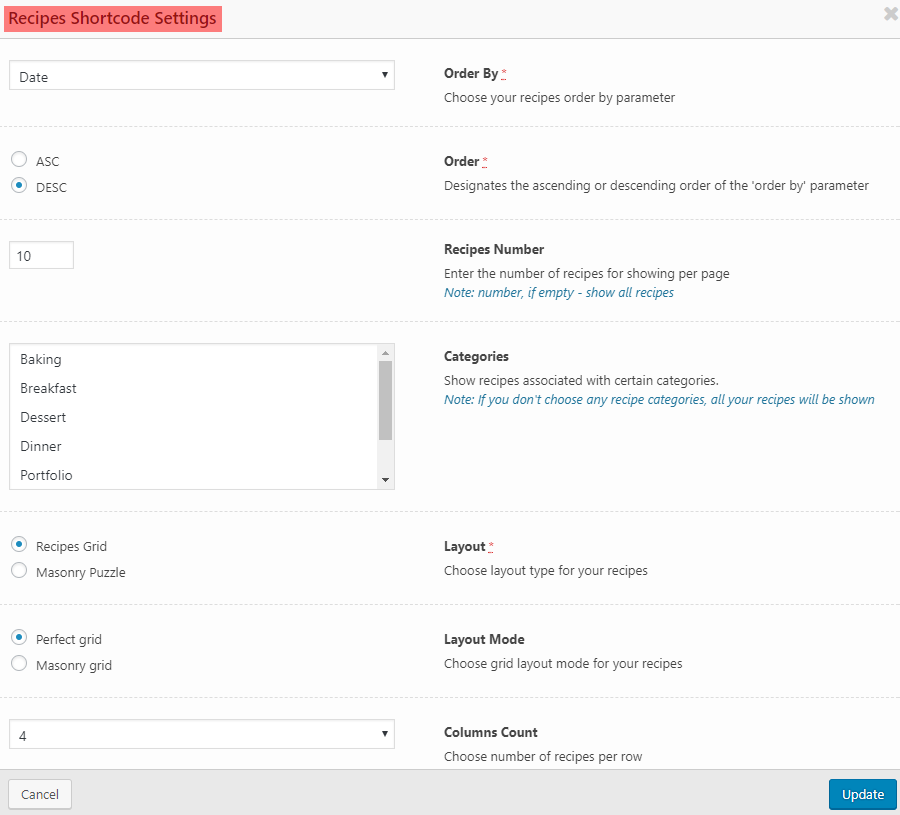 Recipes Shortcode Settings
Date
Order By *
Choose your recipes order by parameter
ASC
DESC
Order *
Designates the ascending or descending order of the 'order by' parameter
10
Recipes Number
Enter the number of recipes for showing per page
Note: number, if empty - show all recipes
Baking
Breakfast
Dessert
Dinner
Portfolio
Categories
Show recipes associated with certain categories.
Note: If you don't choose any recipe categories, all your recipes will be shown
Recipes Grid
Masonry Puzzle
Layout *
Choose layout type for your recipes
Perfect grid
Masonry grid
Layout Mode
Choose grid layout mode for your recipes
4
Columns Count
Choose number of recipes per row
Cancel
Update